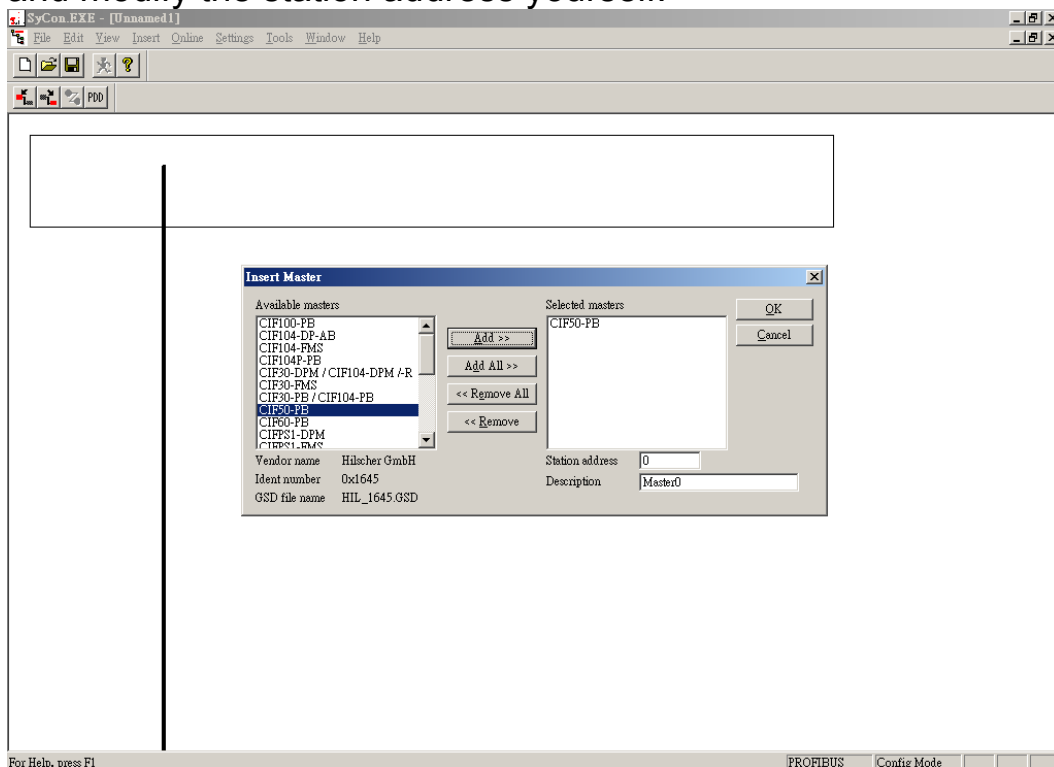 and modify the station address yourself.
SyCon.EXE - [Unnamed1]
File Edit View Insert Online Settings Tools Window Help
PDD
Insert Master
Available masters
CIF100-PB
CIF104-DP-AB
CIF104-FMS
CIF104P-PB
CIF30-DPM / CIF104-DPM /-R
CIF30-FMS
CIF30-PB / CIF104-PB
CIF50-PB
CIF60-PB
CIFPS1-DPM
CIFPS1-FMS
Add >>
Add All >>
<< Remove All
<< Remove
Selected masters
CIF50-PB
OK
Cancel
Vendor name Hilscher GmbH
Ident number 0x1645
GSD file name HIL_1645.GSD
Station address 0
Description Master0
For Help, press F1
PROFIBUS Config Mode